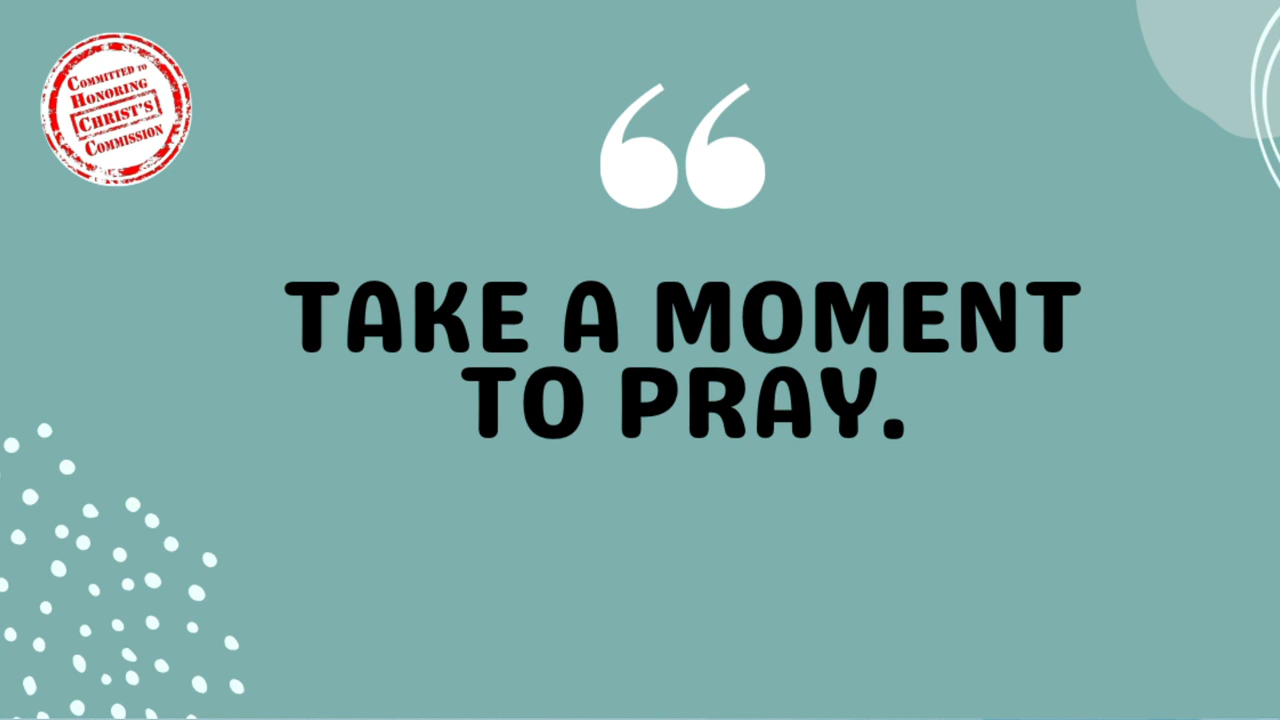 COMMITTED TO
HONORING
CHRIST'S
COMMISSION
“
TAKE A MOMENT
TO PRAY.